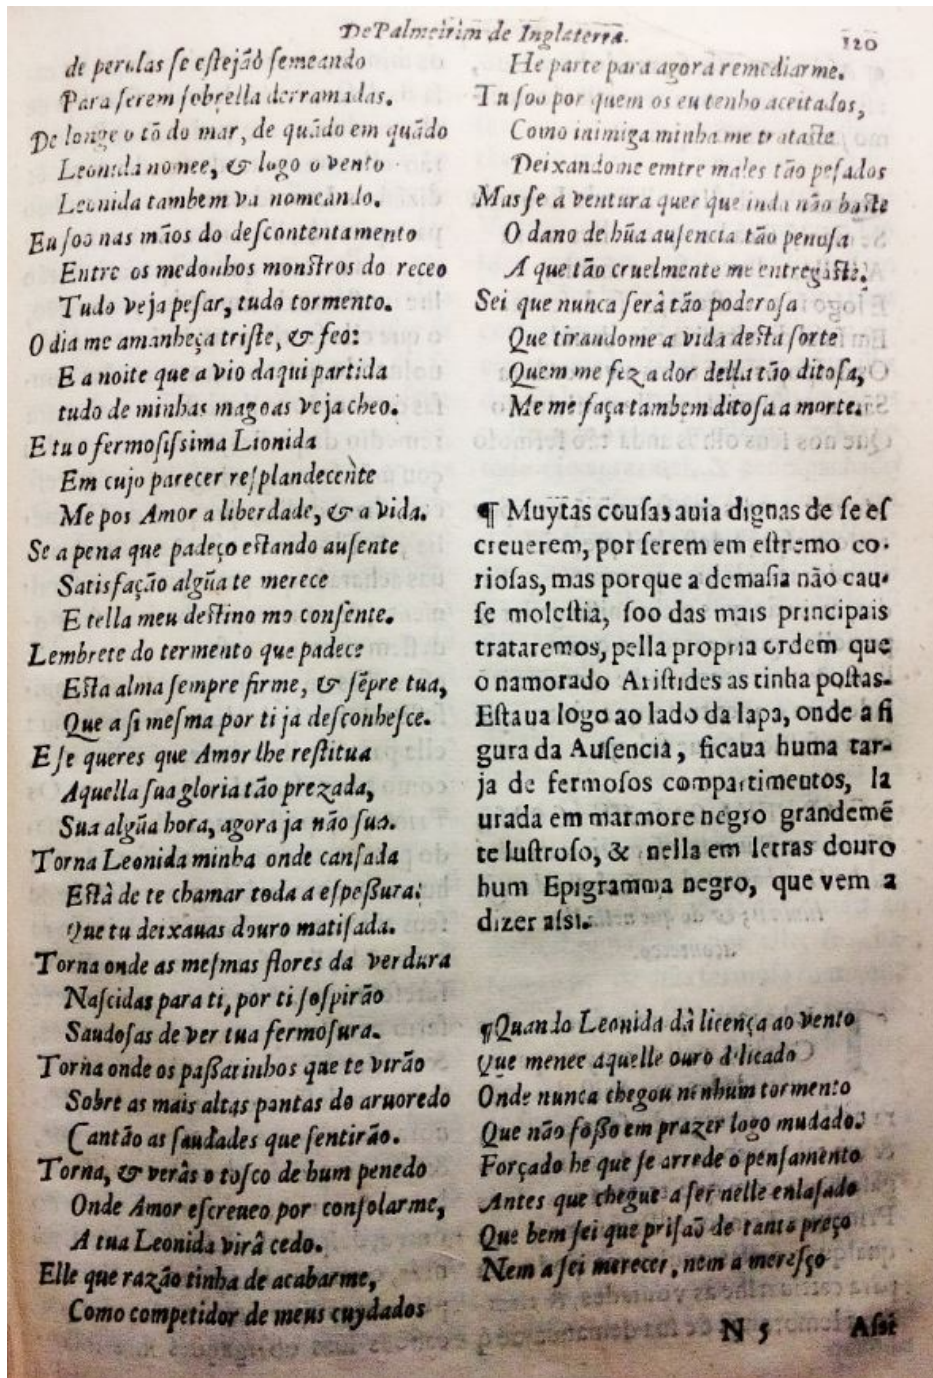 De Palmeirim de Inglaterra.
120
de perolas se estejão semeando
Para serem sobrella derramadas.
De longe o tõ do mar, de quãdo em quãdo
Leonida nomee, & logo o vento
Leonida tambem va nomeando.
Eu soo nas mãos do descontentamento
Entre os medonhos monstros do receo
Tudo veja pesar, tudo tormento.
O dia me amanheça triste, & feo:
E a noite que a vio daqui partida
tudo de minhas magoas veja cheo.
E tu o fermosissima Lionida
Em cujo parecer resplandecente
Me pos Amor a liberdade, & a vida.
Se a pena que padeço estando ausente
Satisfação algũa te merece
E tella meu destino mo consente.
Lembrete do termento que padece
Esta alma sempre firme, & sẽpre tua,
Que a si mesma por ti ja desconhesce.
E se queres que Amor lhe restitua
Aquella sua gloria tão prezada,
Sua algũa hora, agora ja não sua.
Torna Leonida minha onde cansada
Està de te chamar toda a espessura:
Que tu deixauas douro matisada.
Torna onde as mesmas flores da verdura
Nascidas para ti, por ti sospirão
Saudosas de ver tua fermosura.
Torna onde os passarinhos que te virão
Sobre as mais altas pontas do aruoredo
Cantão as saudades que sentirão.
Torna, & veràs o tosco de hum penedo
Onde Amor escreueo por consolarme,
A tua Leonida virà cedo.
Elle que razão tinha de acabarme,
Como competidor de meus cuydados
He parte para agora remediarme.
Tu soo por quem os eu tenho aceitados,
Como inimiga minha me trataste
Deixandome emtre males tão pesados
Mas se a ventura quer que inda não baste
O dano de hũa ausencia tão penosa
A que tão cruelmente me entregaste.
Sei que nunca serà tão poderosa
Que tirandome a vida desta sorte
Quem me fez a dor della tão ditosa,
Me me faça tambem ditosa a morte.
¶ Muytas cousas auia dignas de se es
creuerem, por serem em estremo co-
riosas, mas porque a demasia não cau-
se molestia, soo das mais principais
trataremos, pella propria ordem que
o namorado Aristides as tinha postas.
Estaua logo ao lado da lapa, onde a fi
gura da Ausencia, ficaua huma tar-
ja de fermosos compartimentos, la
urada em marmore negro grandemẽ
te lustroso, & nella em letras douro
hum Epigramma negro, que vem a
dizer assi.
¶Quando Leonida dà licença ao vento
Que menee aquelle ouro dilicado
Onde nunca chegou ninhum tormento
Que não fosso em prazer logo mudado.
Forçado he que se arrede o pensamento
Antes que chegue a ser nelle enlasado
Que bem sei que prisaõ de tanto preço
Nem a sei merecer, nem a meresço
N 5
Assi